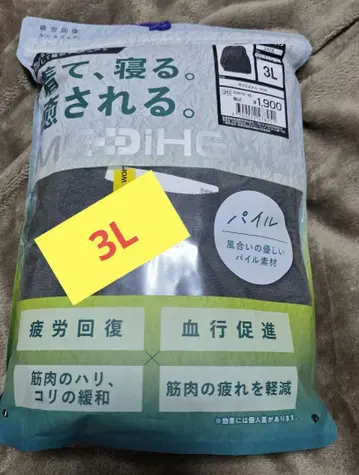 疲労回復
3L
着て、寝る。
癒される。
税込 ¥1,900
MEDiHE
3L
パイル
風合いの優しい
パイル素材
疲労回復
血行促進
筋肉のハリ、
コリの緩和
筋肉の疲れを軽減
※効果には個人差があります。